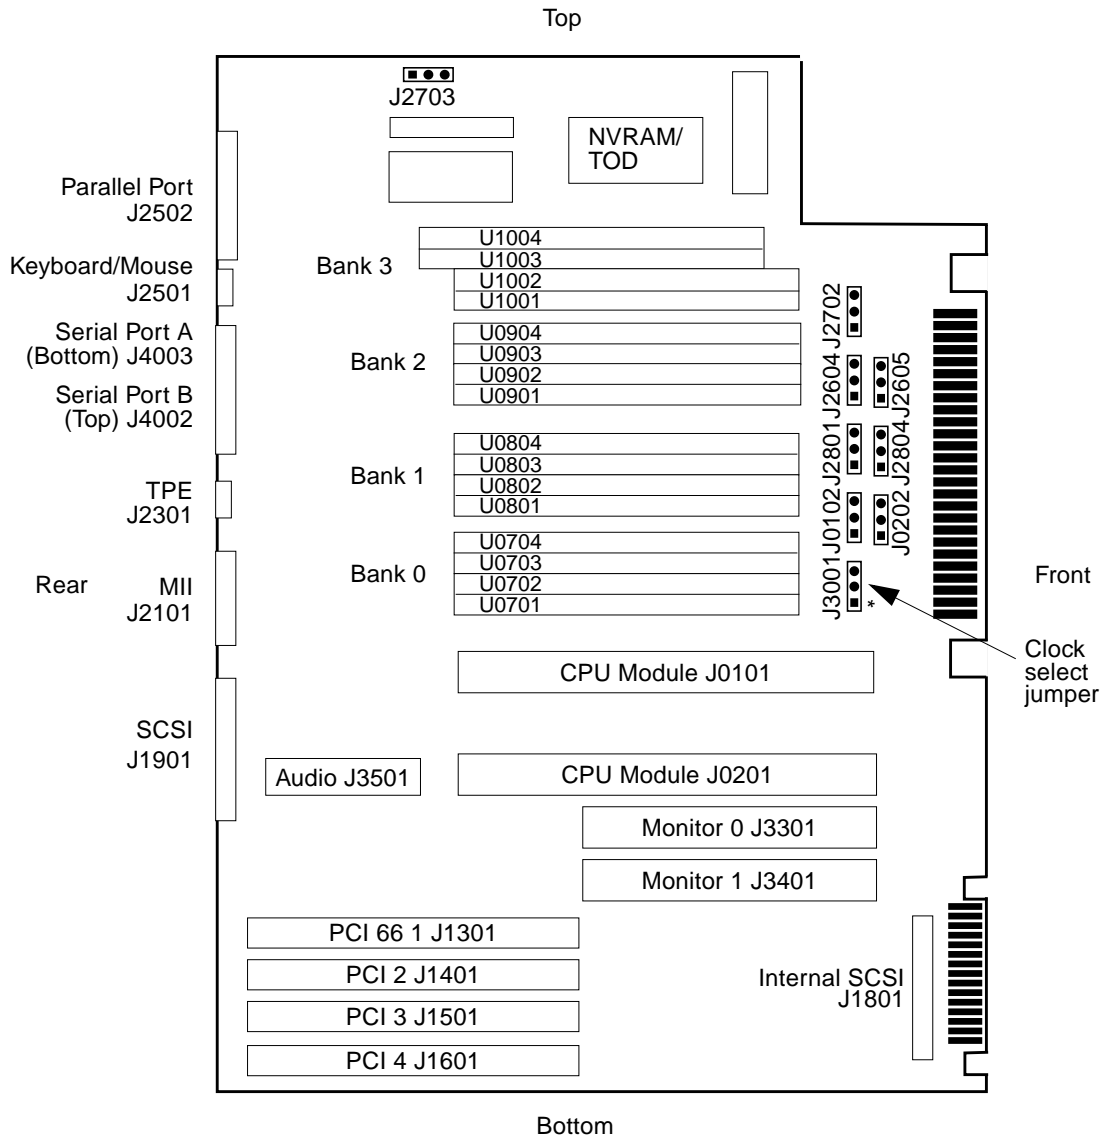 Top
J2703
NVRAM/
TOD
Parallel Port
J2502
Keyboard/Mouse
J2501
Serial Port A
(Bottom) J4003
Serial Port B
(Top) J4002
TPE
J2301
Rear
MII
J2101
SCSI
J1901
Bank 3
U1004
U1003
U1002
U1001
Bank 2
U0904
U0903
U0902
U0901
Bank 1
U0804
U0803
U0802
U0801
Bank 0
U0704
U0703
U0702
U0701
J2702
J2604
J2605
J2801
J2804
J0102
J0202
J3001
*
Front
Clock
select
jumper
CPU Module J0101
Audio J3501
CPU Module J0201
Monitor 0 J3301
Monitor 1 J3401
PCI 66 1 J1301
PCI 2 J1401
PCI 3 J1501
PCI 4 J1601
Internal SCSI
J1801
Bottom